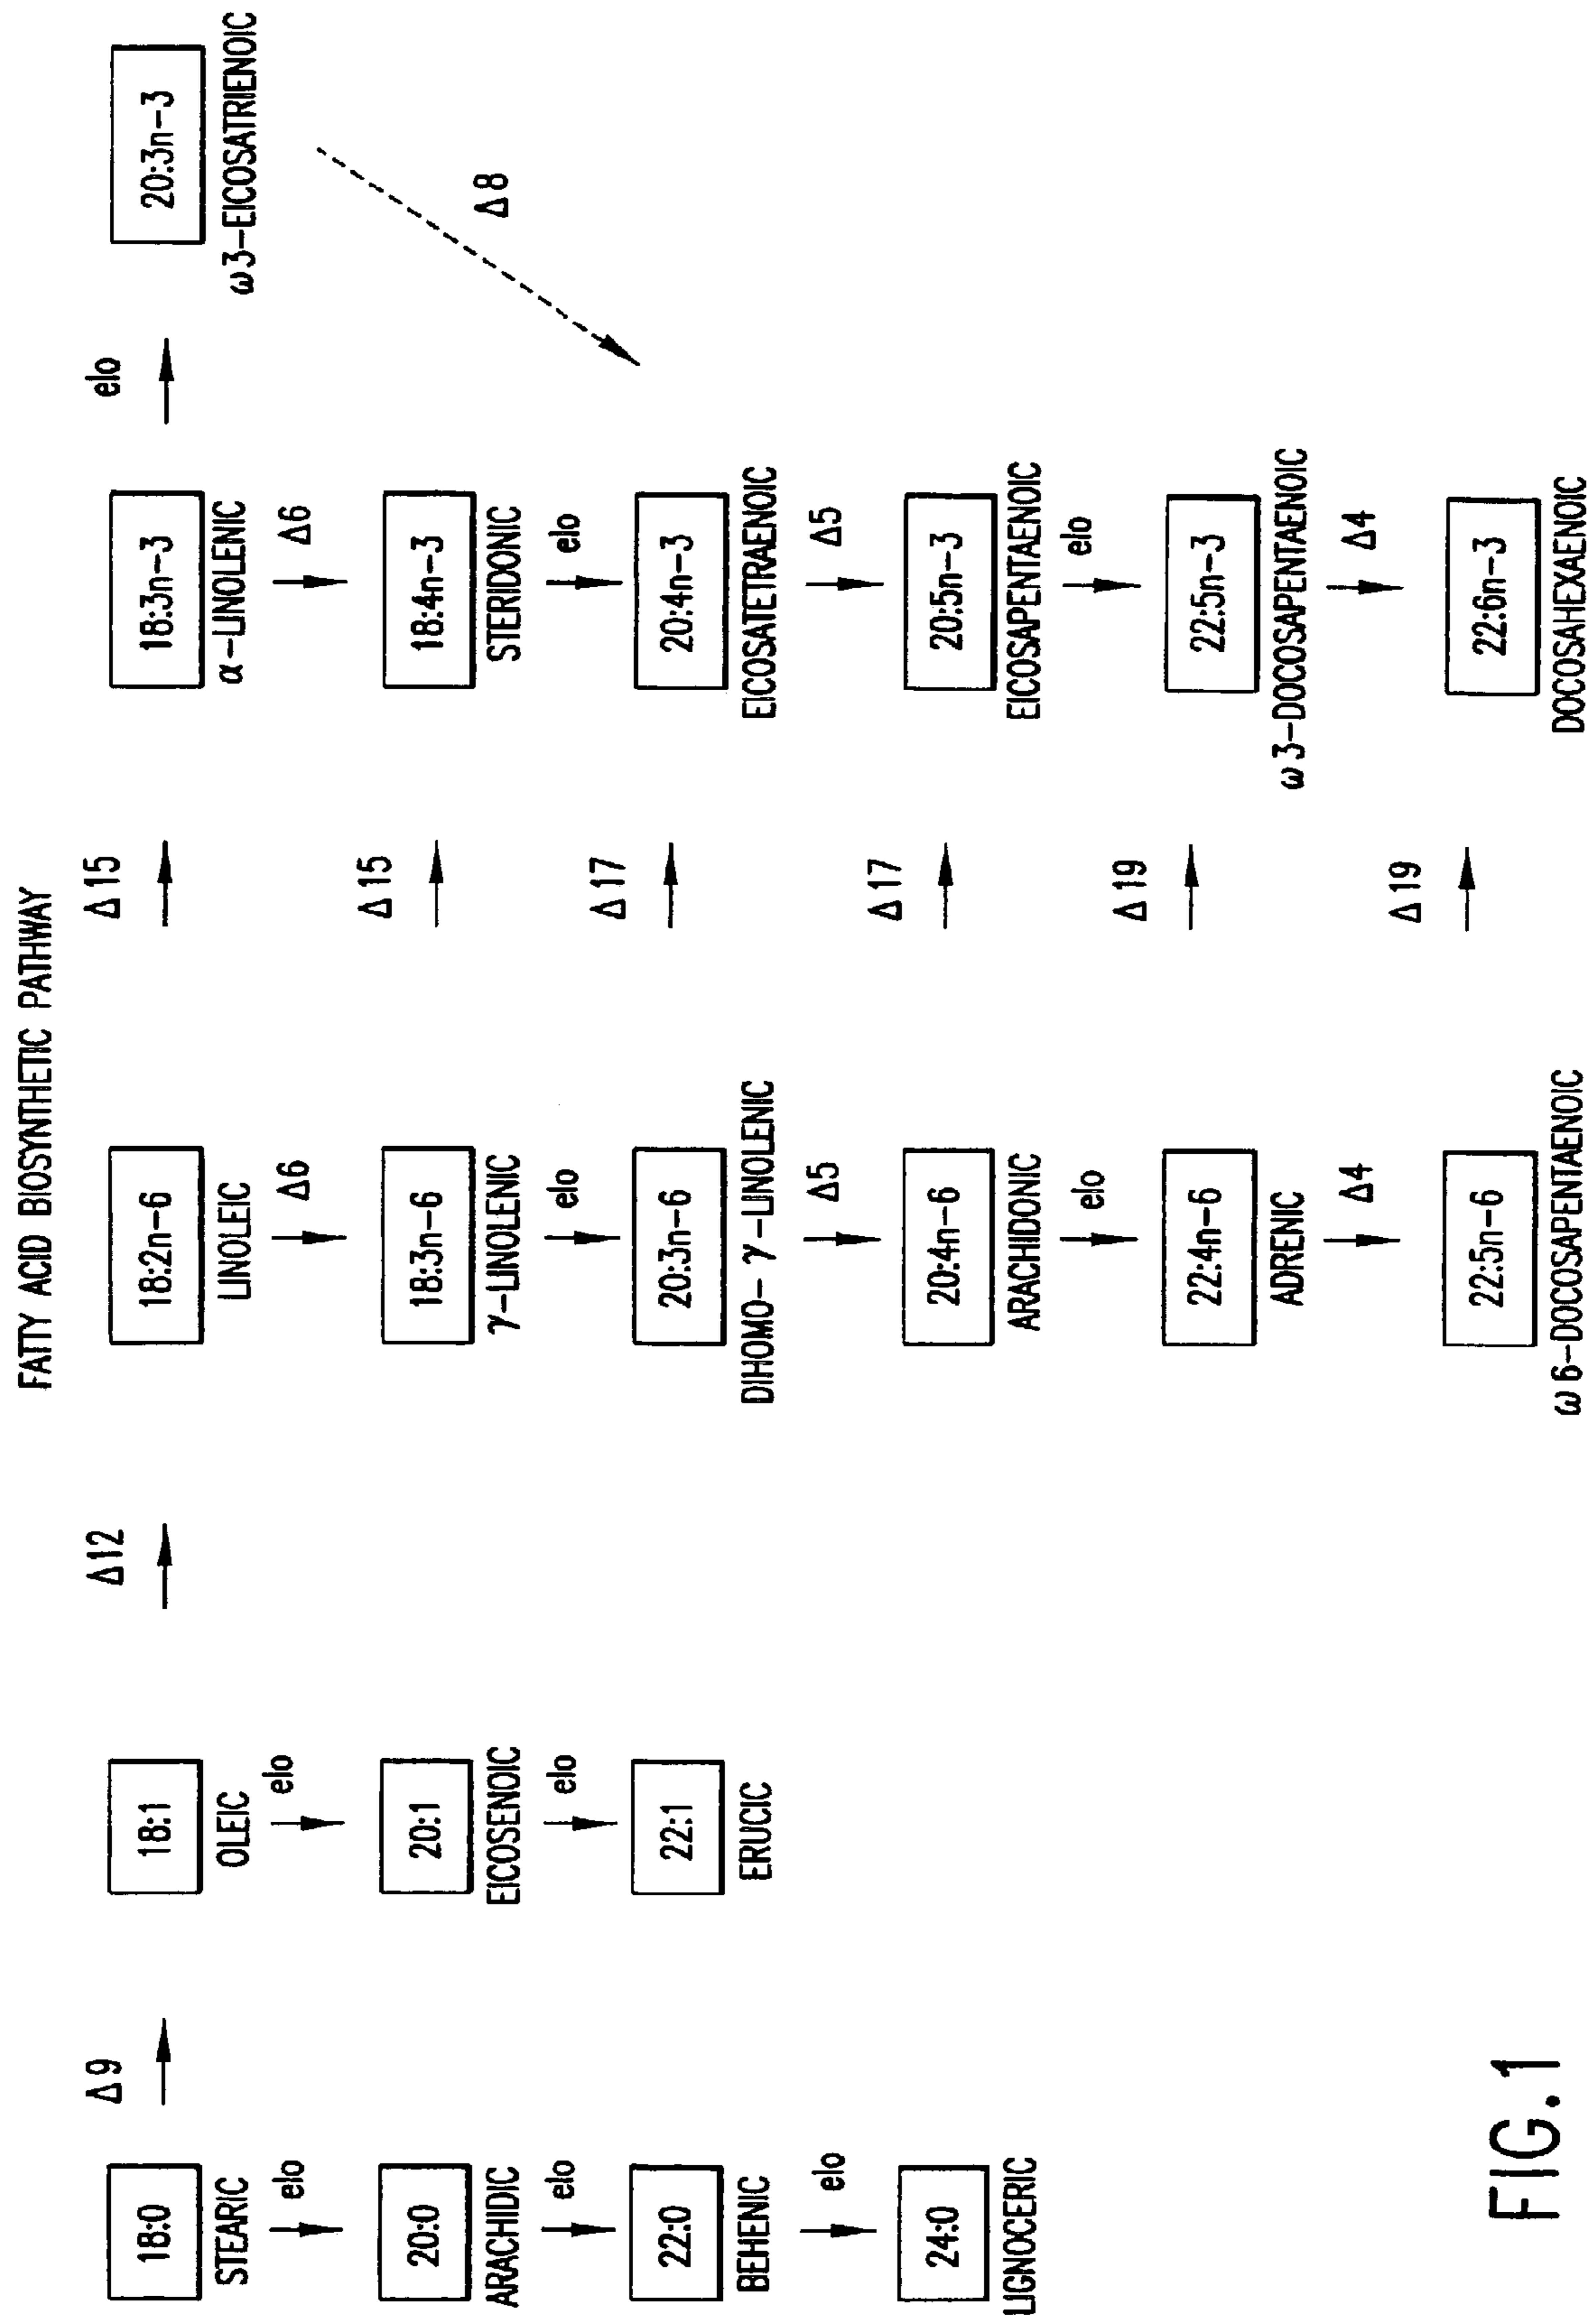 FATTY ACID BIOSYNTHETIC PATHWAY
Δ9
Δ12
Δ15
elo
18:0
18:1
18:2n-6
18:3n-3
20:3n-3
STEARIC
OLEIC
LINOLEIC
α-LINOLENIC
ω3-EICOSATRIENOIC
elo
elo
Δ6
Δ15
Δ6
Δ8
20:0
20:1
18:3n-6
18:4n-3
ARACHIDIC
EICOSENOIC
γ-LINOLENIC
STERIDONIC
elo
elo
elo
Δ17
elo
22:0
22:1
20:3n-6
20:4n-3
BEHENIC
ERUCIC
DIHOMO-γ-LINOLENIC
EICOSATETRAENOIC
elo
Δ5
Δ17
Δ5
24:0
20:4n-6
20:5n-3
LIGNOCERIC
ARACHIDONIC
EICOSAPENTAENOIC
elo
Δ19
elo
22:4n-6
22:5n-3
ADRENIC
ω3-DOCOSAPENTAENOIC
Δ4
Δ19
Δ4
22:5n-6
22:6n-3
ω6-DOCOSAPENTAENOIC
DOCOSAHEXAENOIC
FIG.1